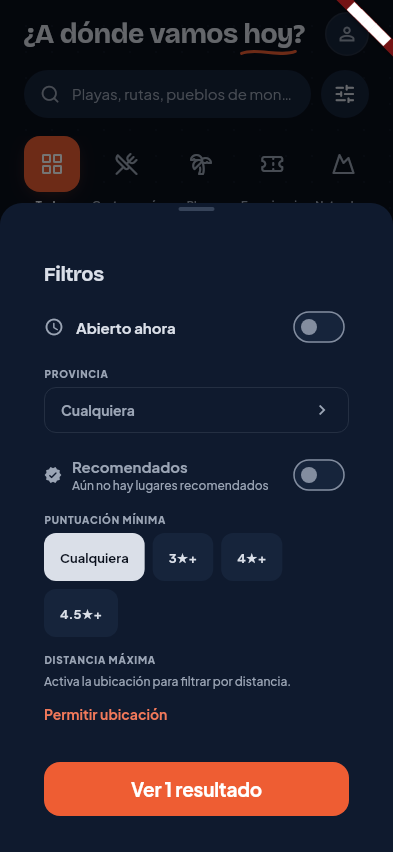 ¿A dónde vamos hoy?
Playas, rutas, pueblos de mon...
Filtros
Abierto ahora
PROVINCIA
Cualquiera
Recomendados
Aún no hay lugares recomendados
PUNTUACIÓN MÍNIMA
Cualquiera
3★+
4★+
4.5★+
DISTANCIA MÁXIMA
Activa la ubicación para filtrar por distancia.
Permitir ubicación
Ver 1 resultado